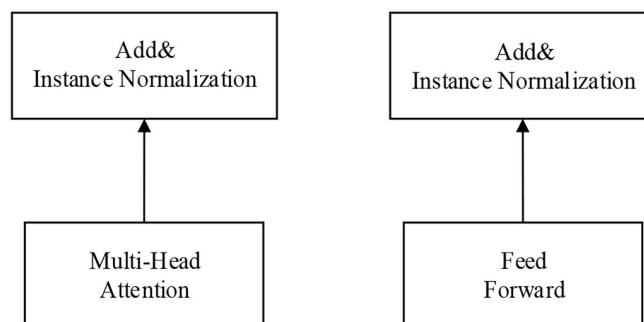 Add&
Instance Normalization
Add&
Instance Normalization
Multi-Head
Attention
Feed
Forward